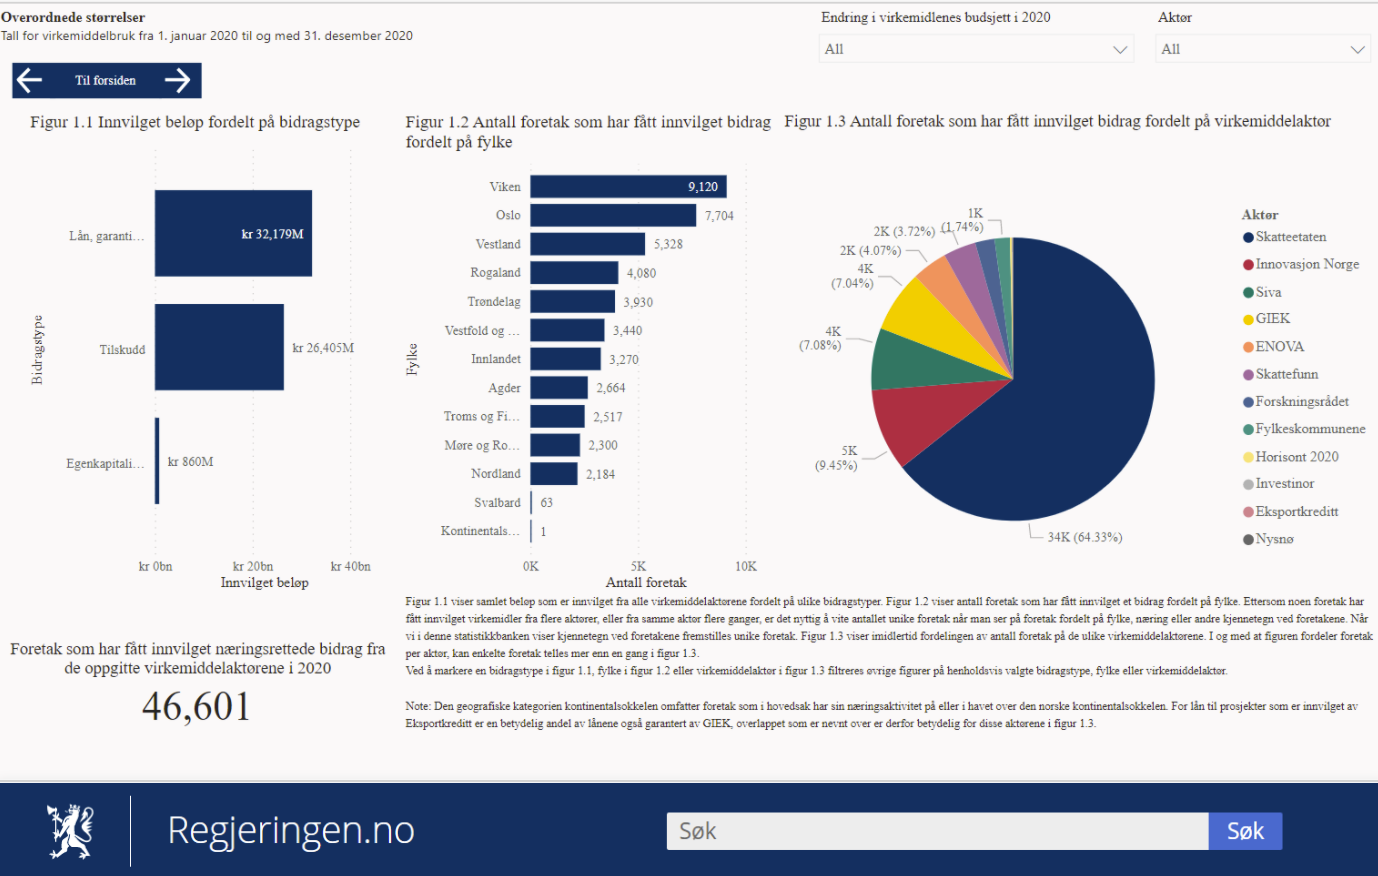 Overordnede størrelser
Tall for virkemiddelbruk fra 1. januar 2020 til og med 31. desember 2020
Endring i virkemidlenes budsjett i 2020
All
Aktør
All
Til forsiden
Figur 1.1 Innvilget beløp fordelt på bidragstype
Bidragstype
Lån, garanti...
kr 32,179M
Tilskudd
kr 26,405M
Egenkapitali...
kr 860M
kr 0bn
kr 20bn
kr 40bn
Innvilget beløp
Foretak som har fått innvilget næringsrettede bidrag fra
de oppgitte virkemiddelaktørene i 2020
46,601
Figur 1.2 Antall foretak som har fått innvilget bidrag
fordelt på fylke
Fylke
Viken
9,120
Oslo
7,704
Vestland
5,328
Rogaland
4,080
Trøndelag
3,930
Vestfold og ...
3,440
Innlandet
3,270
Agder
2,664
Troms og Fi...
2,517
Møre og Ro...
2,300
Nordland
2,184
Svalbard
63
Kontinentals...
1
0K
5K
10K
Antall foretak
Figur 1.3 Antall foretak som har fått innvilget bidrag fordelt på virkemiddelaktør
1K
(1.74%)
2K (3.72%)
2K (4.07%)
4K
(7.04%)
4K
(7.08%)
5K
(9.45%)
34K (64.33%)
Aktør
Skatteetaten
Innovasjon Norge
Siva
GIEK
ENOVA
Skattefunn
Forskningsrådet
Fylkeskommunene
Horisont 2020
Investinor
Eksportkreditt
Nysnø
Figur 1.1 viser samlet beløp som er innvilget fra alle virkemiddelaktørene fordelt på ulike bidragstyper. Figur 1.2 viser antall foretak som har fått innvilget et bidrag fordelt på fylke. Ettersom noen foretak har
fått innvilget virkemidler fra flere aktører, eller fra samme aktør flere ganger, er det nyttig å vite antallet unike foretak når man ser på foretak fordelt på fylke, næring eller andre kjennetegn ved foretakene. Når
vi i denne statistikkbanken viser kjennetegn ved foretakene fremstilles unike foretak. Figur 1.3 viser imidlertid fordelingen av antall foretak på de ulike virkemiddelaktørene. I og med at figuren fordeler foretak
per aktør, kan enkelte foretak telles mer enn en gang i figur 1.3.
Ved å markere en bidragstype i figur 1.1, fylke i figur 1.2 eller virkemiddelaktør i figur 1.3 filtreres øvrige figurer på henholdsvis valgte bidragstype, fylke eller virkemiddelaktør.
Note: Den geografiske kategorien kontinentalsokkelen omfatter foretak som i hovedsak har sin næringsaktivitet på eller i havet over den norske kontinentalsokkelen. For lån til prosjekter som er innvilget av
Eksportkreditt er en betydelig andel av lånene også garantert av GIEK, overlappet som er nevnt over er derfor betydelig for disse aktørene i figur 1.3.
Regjeringen.no
Søk
Søk